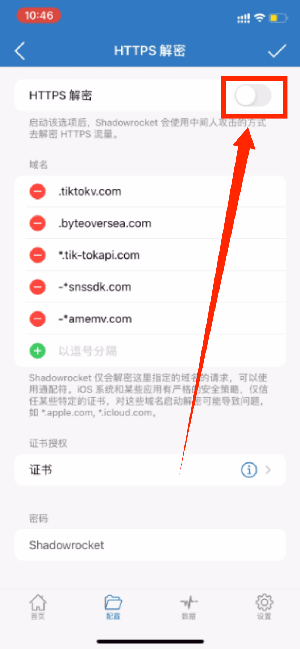 10:46
HTTPS 解密
HTTPS 解密
启动该选项后，Shadowrocket 会使用中间人攻击的方式
去解密 HTTPS 流量。
域名
.tiktokv.com
.byteoversea.com
*.tik-tokapi.com
-*snssdk.com
-*amemv.com
以逗号分隔
Shadowrocket 仅会解密这里指定的域名的请求，可以使
用通配符。iOS 系统和某些应用有严格的安全策略，仅信
任某些特定的证书，对这些域名启动解密可能导致问题，
如 *.apple.com, *.icloud.com。
证书授权
证书
密码
Shadowrocket
首页 配置 数据 设置